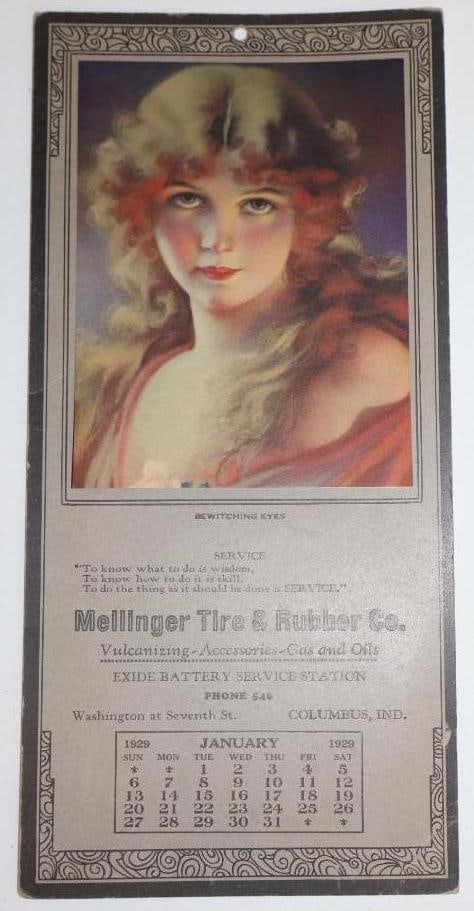 BEWITCHING EYES
SERVICE
"To know what to do is wisdom,
To know how to do it is skill,
To do the thing as it should be done is SERVICE."
Mellinger Tire & Rubber Co.
Vulcanizing-Accessories-Gas and Oils
EXIDE BATTERY SERVICE STATION
PHONE 546
Washington at Seventh St. COLUMBUS, IND.
1929 JANUARY 1929
SUN MON TUE WED THU FRI SAT
* * 1 2 3 4 5
6 7 8 9 10 11 12
13 14 15 16 17 18 19
20 21 22 23 24 25 26
27 28 29 30 31 * *